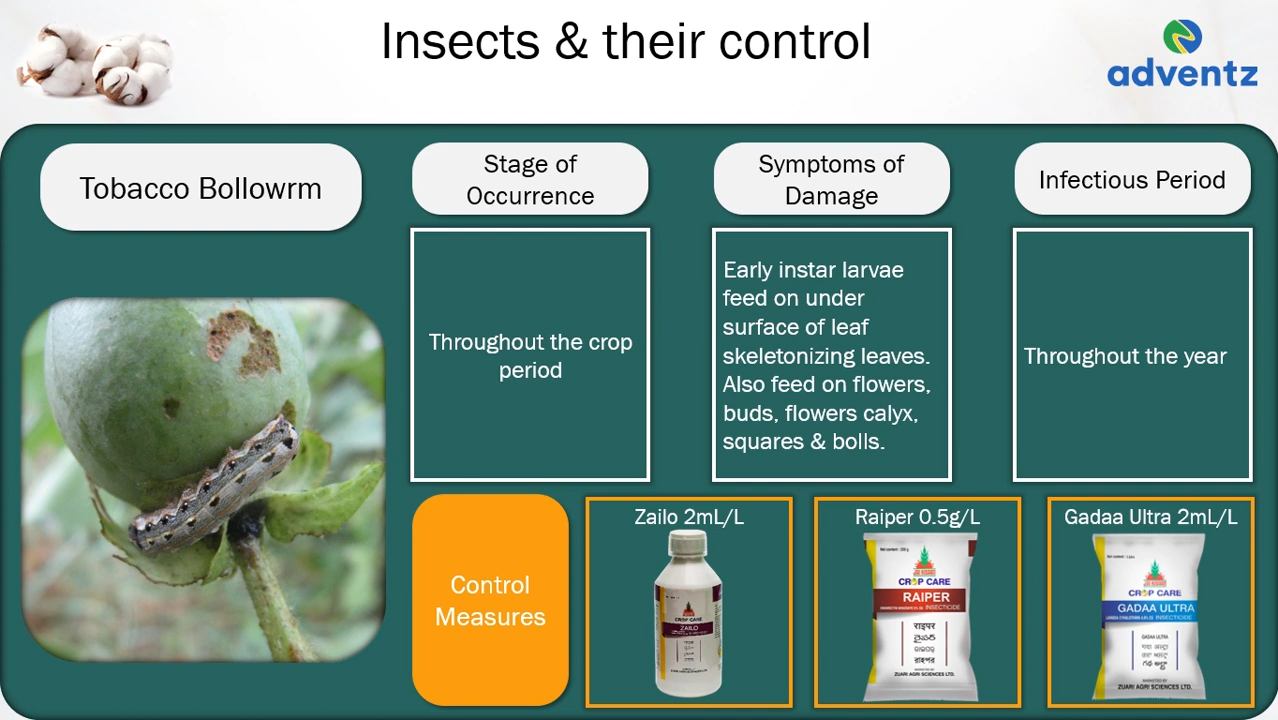 Insects & their control
adventz
Tobacco Bollowrm
Stage of
Occurrence
Symptoms of
Damage
Infectious Period
Throughout the crop
period
Early instar larvae
feed on under
surface of leaf
skeletonizing leaves.
Also feed on flowers,
buds, flowers calyx,
squares & bolls.
Throughout the year
Control
Measures
Zailo 2mL/L
CROP CARE
ZAILO
Raiper 0.5g/L
CROP CARE
RAIPER
INSECTICIDE
राइपर
ZUARI AGRI SCIENCES LTD.
Gadaa Ultra 2mL/L
CROP CARE
GADAA ULTRA
INSECTICIDE
GADAA ULTRA
ZUARI AGRI SCIENCES LTD.